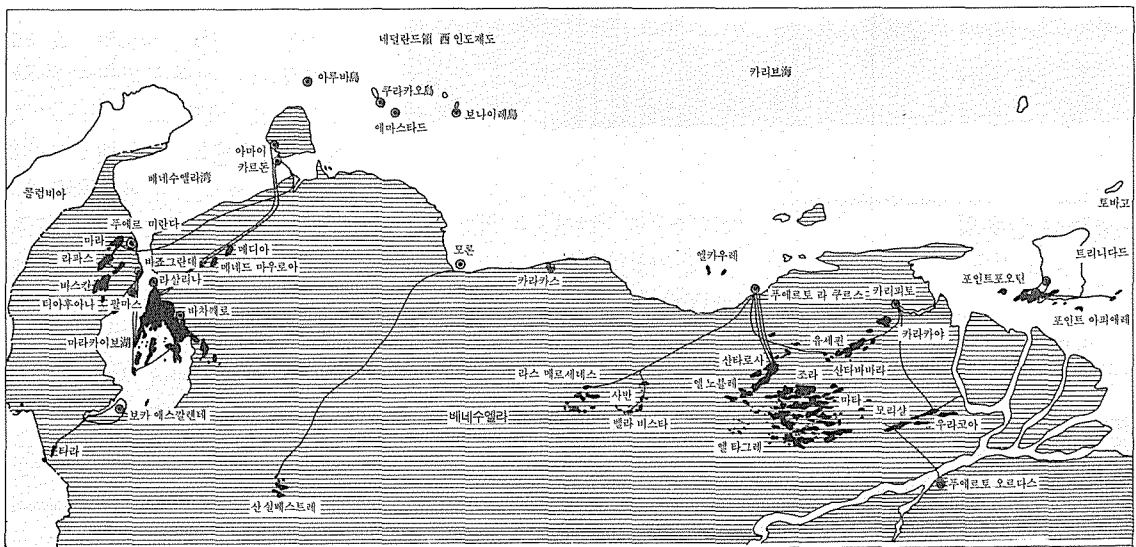 네덜란드領 西인도제도
카리브海
아루바島
쿠라카오島
보나이레島
에마스타드
아마이
카르돈
베네수엘라湾
콜럼비아
토바고
푸에르 미란다
마라
라파스
비죠그란데
메디아
메네드 마우로아
모론
엘카우레
트리니다드
바스칸
라살리나
카라카스
포인트포오틴
푸에르토 라 쿠르스
카리피토
티아후아나
팔마스
바차께로
포인트 아피에레
마라카이브湖
유세핀
카라카야
산타로사
산타바바라
라스 메르세데스
엘 노블레
조라
사반
마타
보카 에스깔렌테
베네수엘라
벨라 비스타
모리샬
우라코아
엘 타그레
티라
산 실베스트레
푸에르토 오르다스